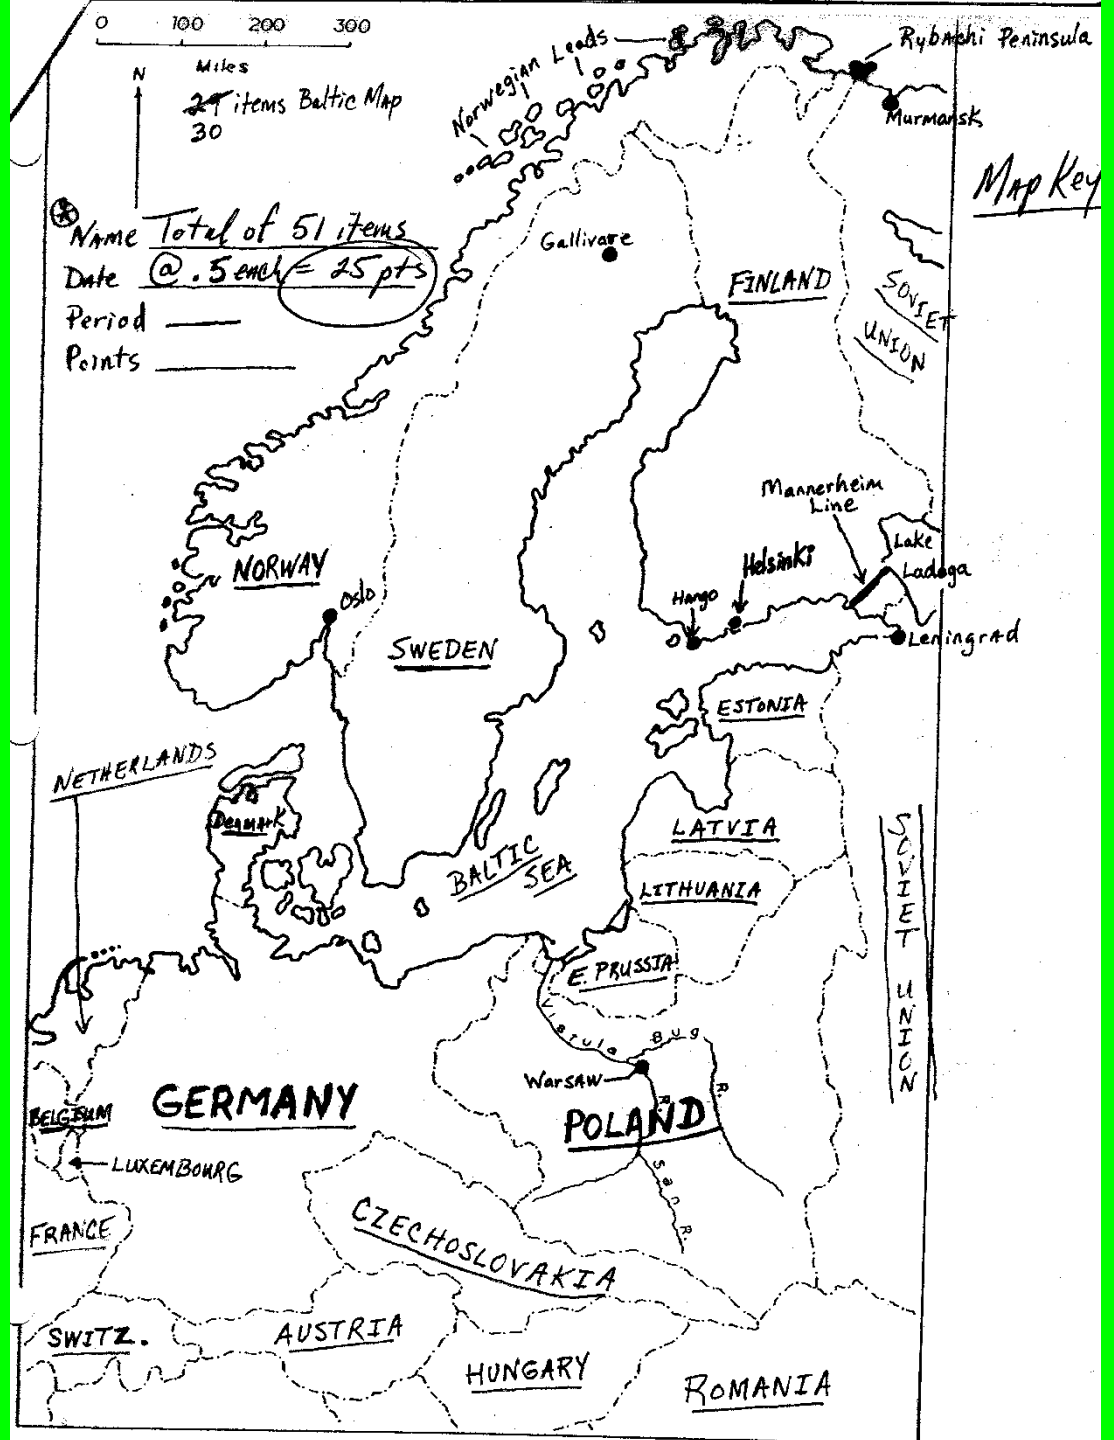 0 100 200 300
Miles
N
29 items Baltic Map
30
Norwegian Leads
Rybachi Peninsula
Murmansk
Map Key
Name Total of 51 items
Date @ .5 each = 25 pts
Period
Points
Gallivare
FINLAND
SOVIET
UNION
Mannerheim
Line
Lake
Ladoga
NORWAY
Oslo
Helsinki
Hango
Leningrad
SWEDEN
ESTONIA
NETHERLANDS
Denmark
LATVIA
BALTIC
SEA
LITHUANIA
SOVIET UNION
E. PRUSSIA
Vistula
Bug
R.
Warsaw
R.
GERMANY
POLAND
BELGIUM
LUXEMBOURG
San R.
FRANCE
CZECHOSLOVAKIA
SWITZ.
AUSTRIA
HUNGARY
ROMANIA